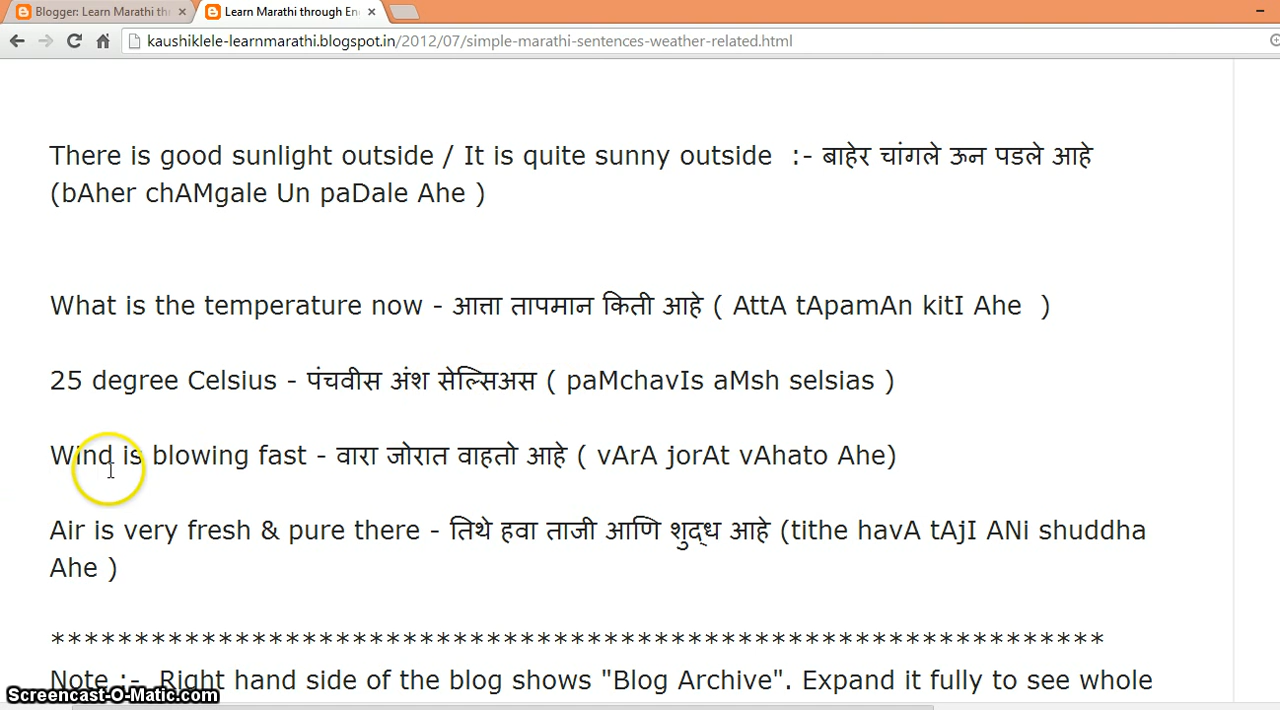 Blogger: Learn Marathi thr
Learn Marathi through En
kaushiklele-learnmarathi.blogspot.in/2012/07/simple-marathi-sentences-weather-related.html
There is good sunlight outside / It is quite sunny outside :- बाहेर चांगले ऊन पडले आहे
(bAher chAMgale Un paDale Ahe )
What is the temperature now - आत्ता तापमान किती आहे ( AttA tApamAn kitI Ahe )
25 degree Celsius - पंचवीस अंश सेल्सिअस ( paMchavIs aMsh selsias )
Wind is blowing fast - वारा जोरात वाहतो आहे ( vArA jorAt vAhato Ahe)
Air is very fresh & pure there - तिथे हवा ताजी आणि शुद्ध आहे (tithe havA tAjI ANi shuddha
Ahe )
***************************************************************
Note :- Right hand side of the blog shows "Blog Archive". Expand it fully to see whole
Screencast-O-Matic.com